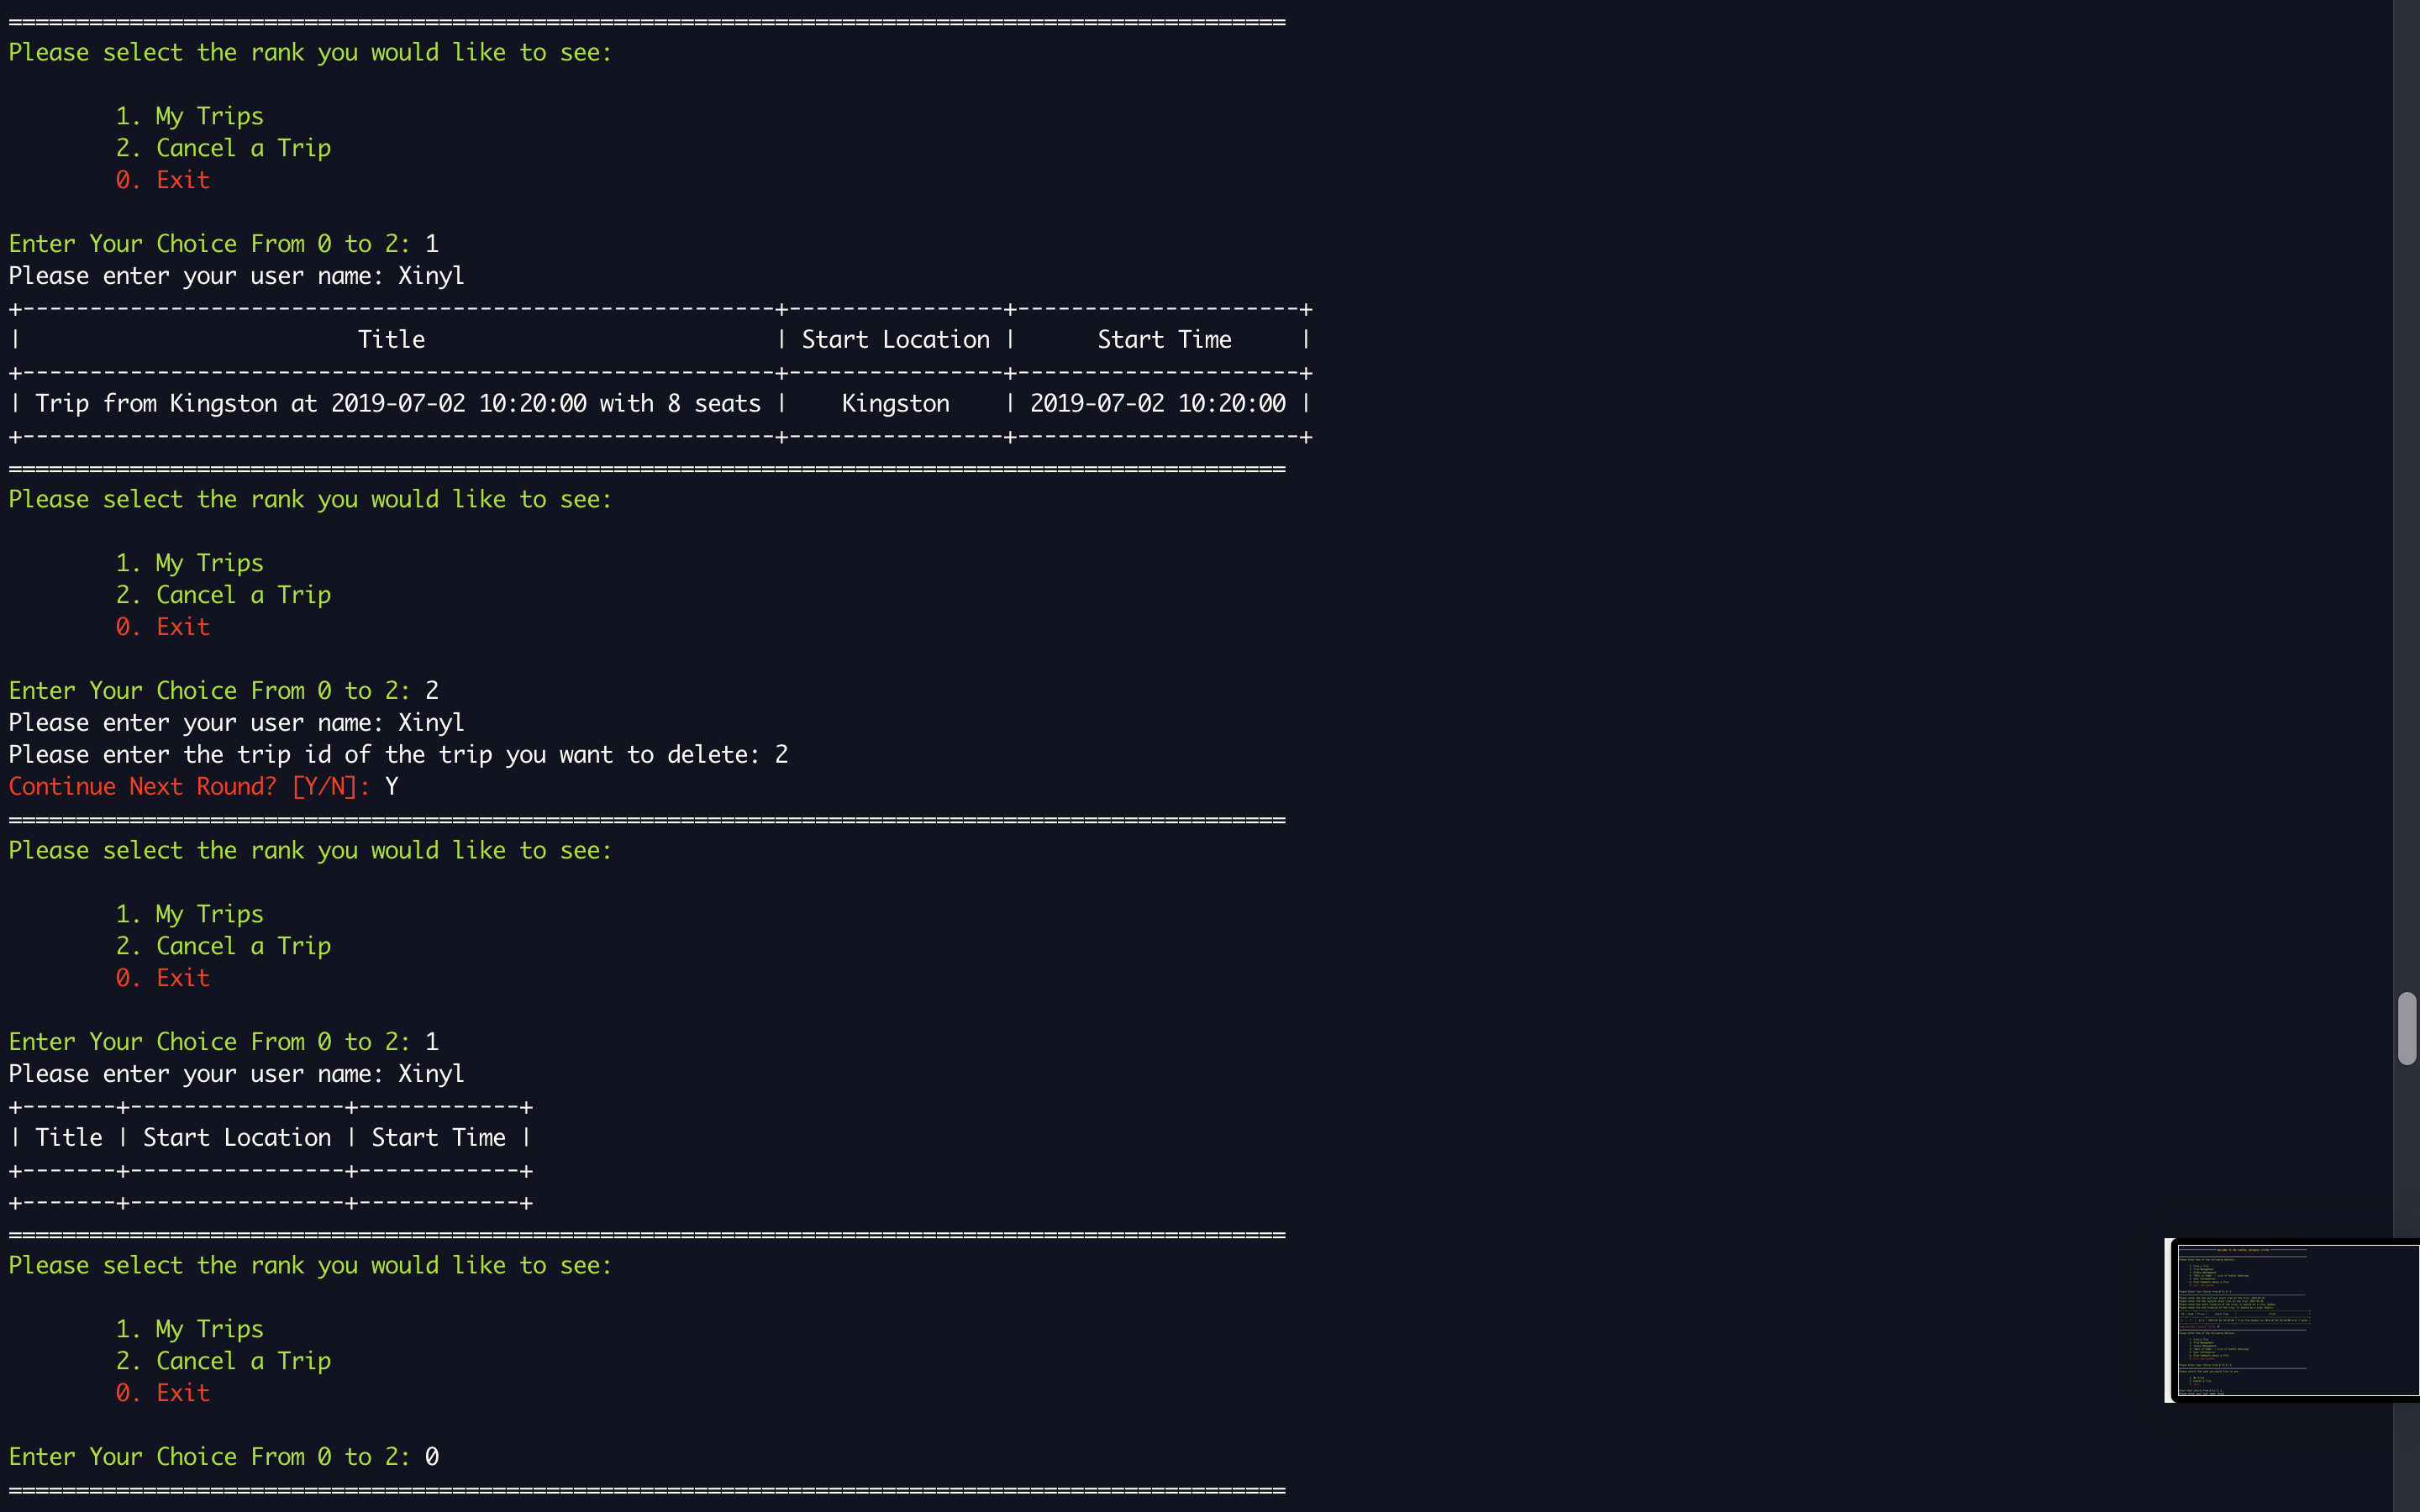 ===============================================================================================
Please select the rank you would like to see:
1. My Trips
2. Cancel a Trip
0. Exit
Enter Your Choice From 0 to 2: 1
Please enter your user name: Xinyl
+--------------------------------------------------------+----------------+---------------------+
| Title | Start Location | Start Time |
+--------------------------------------------------------+----------------+---------------------+
| Trip from Kingston at 2019-07-02 10:20:00 with 8 seats | Kingston | 2019-07-02 10:20:00 |
+--------------------------------------------------------+----------------+---------------------+
===============================================================================================
Please select the rank you would like to see:
1. My Trips
2. Cancel a Trip
0. Exit
Enter Your Choice From 0 to 2: 2
Please enter your user name: Xinyl
Please enter the trip id of the trip you want to delete: 2
Continue Next Round? [Y/N]: Y
===============================================================================================
Please select the rank you would like to see:
1. My Trips
2. Cancel a Trip
0. Exit
Enter Your Choice From 0 to 2: 1
Please enter your user name: Xinyl
+-------+----------------+------------+
| Title | Start Location | Start Time |
+-------+----------------+------------+
+-------+----------------+------------+
===============================================================================================
Please select the rank you would like to see:
1. My Trips
2. Cancel a Trip
0. Exit
Enter Your Choice From 0 to 2: 0
===============================================================================================